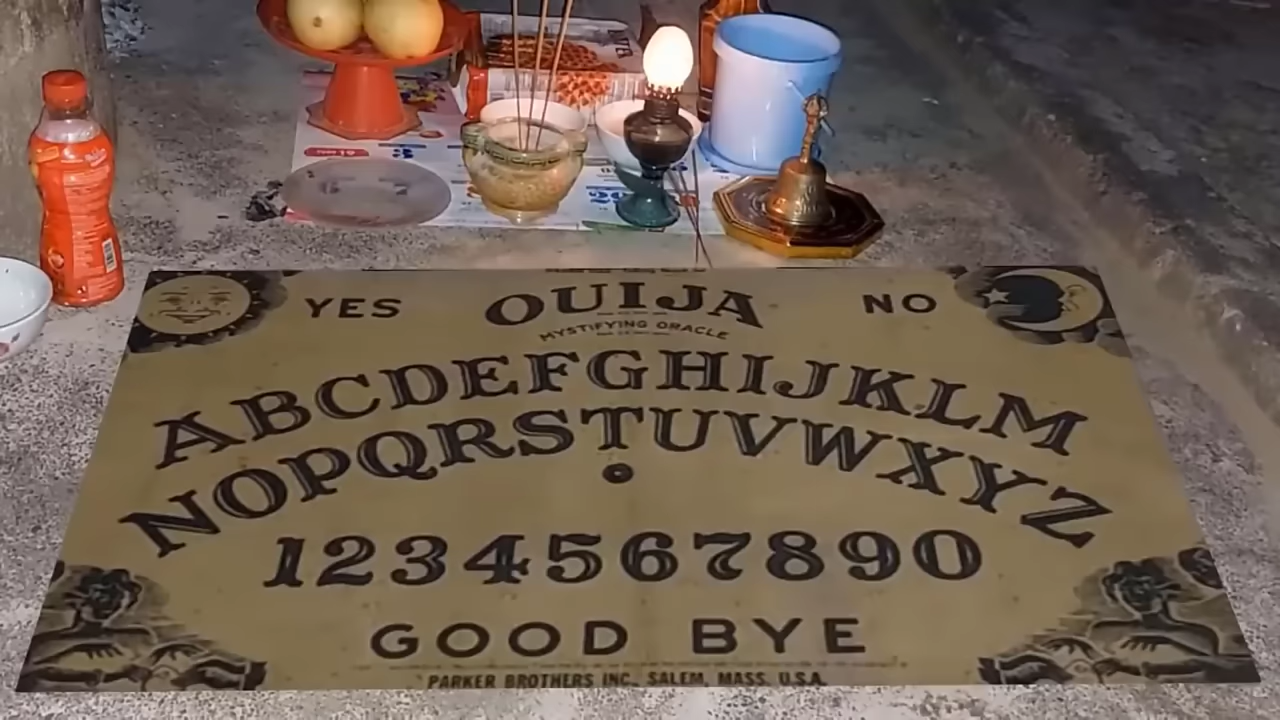 YES
OUIJA
NO
MYSTIFYING ORACLE
ABCDEFGHIJKLM
NOPQRSTUVWXYZ
1234567890
GOOD BYE
PARKER BROTHERS INC., SALEM, MASS. U.S.A.